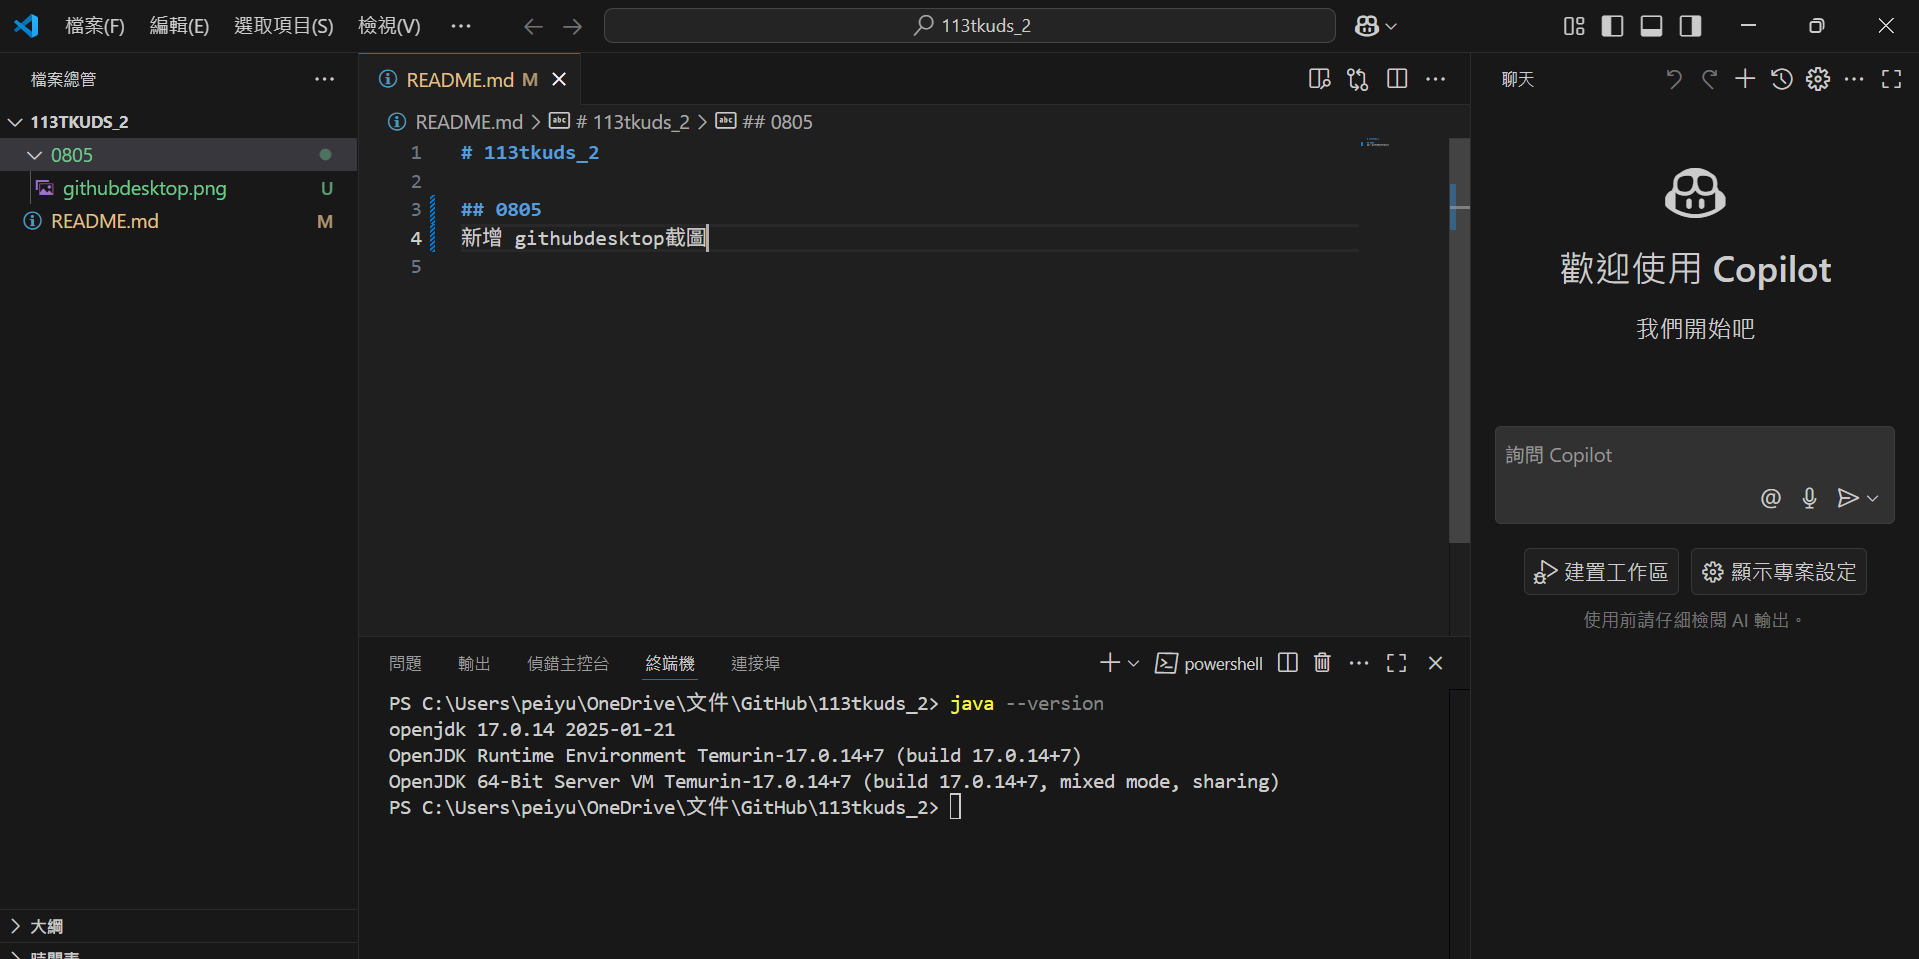 檔案(F) 編輯(E) 選取項目(S) 檢視(V) ··· 113tkuds_2
檔案總管 ···
113TKUDS_2
0805
githubdesktop.png U
README.md M
大綱
README.md M
README.md > # 113tkuds_2 > ## 0805
1 # 113tkuds_2
2
3 ## 0805
4 新增 githubdesktop截圖
5
問題 輸出 偵錯主控台 終端機 連接埠 powershell
PS C:\Users\peiyu\OneDrive\文件\GitHub\113tkuds_2> java --version
openjdk 17.0.14 2025-01-21
OpenJDK Runtime Environment Temurin-17.0.14+7 (build 17.0.14+7)
OpenJDK 64-Bit Server VM Temurin-17.0.14+7 (build 17.0.14+7, mixed mode, sharing)
PS C:\Users\peiyu\OneDrive\文件\GitHub\113tkuds_2>
聊天
歡迎使用 Copilot
我們開始吧
詢問 Copilot
建置工作區 顯示專案設定
使用前請仔細檢閱 AI 輸出。